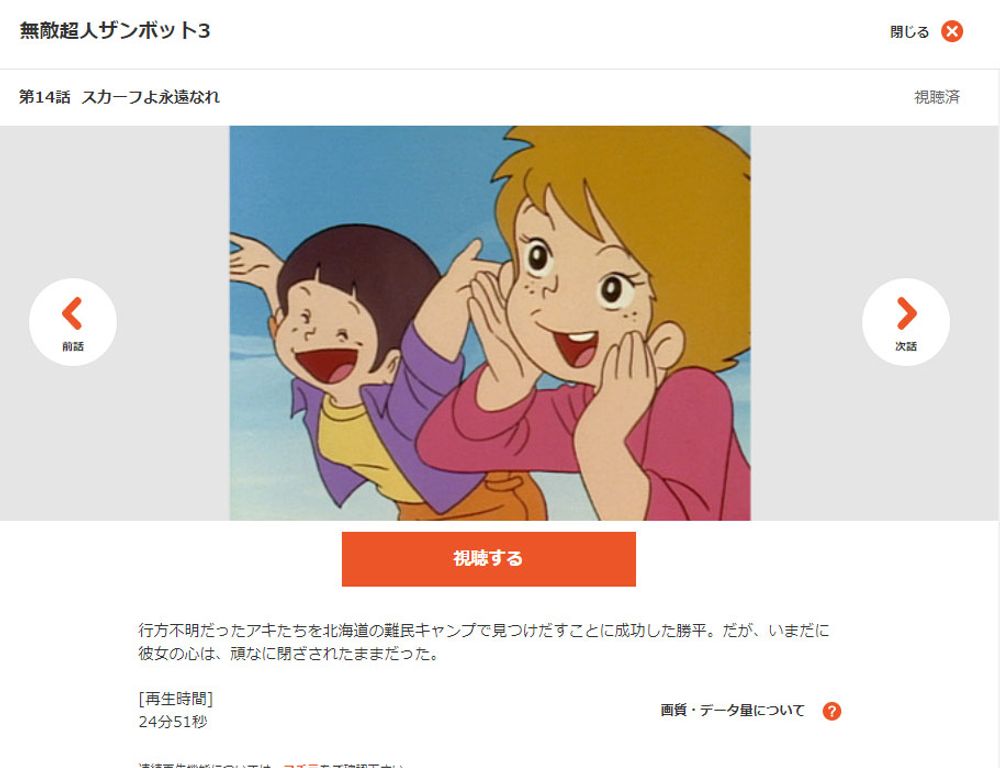 無敵超人ザンボット3
閉じる
第14話 スカーフよ永遠なれ
視聴済
前話
次話
視聴する
行方不明だったアキたちを北海道の難民キャンプで見つけだすことに成功した勝平。だが、いまだに
彼女の心は、頑なに閉ざされたままだった。
[再生時間]
24分51秒
画質・データ量について ?